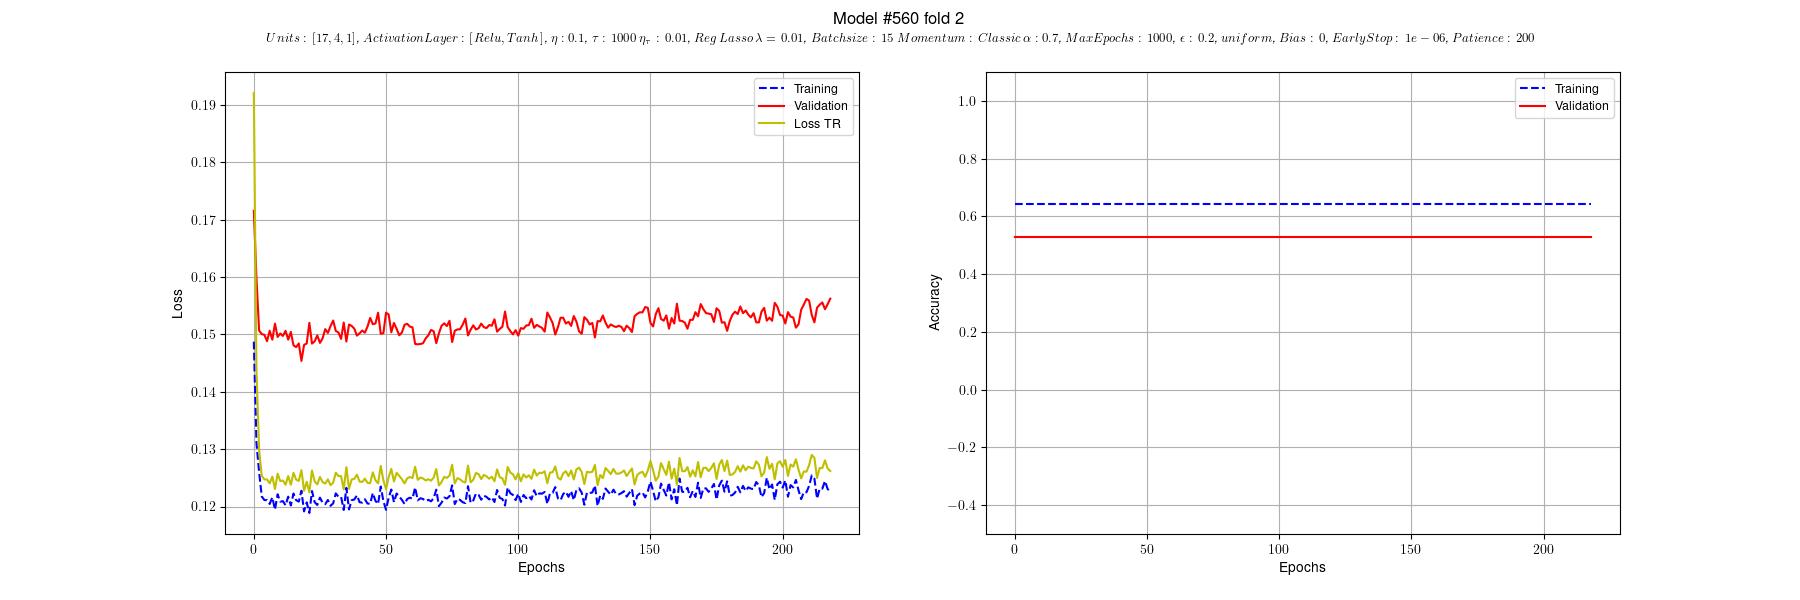 Model #560 fold 2
Units : [17, 4, 1], ActivationLayer : [Relu, Tanh], η : 0.1, τ : 1000 ητ : 0.01, Reg Lasso λ = 0.01, Batchsize : 15 Momentum : Classic α : 0.7, MaxEpochs : 1000, ϵ : 0.2, uniform, Bias : 0, EarlyStop : 1e − 06, Patience : 200
Training
Validation
Loss TR
0.19
0.18
0.17
0.16
0.15
0.14
0.13
0.12
Loss
0
50
100
150
200
Epochs
Training
Validation
1.0
0.8
0.6
0.4
0.2
0.0
−0.2
−0.4
Accuracy
0
50
100
150
200
Epochs